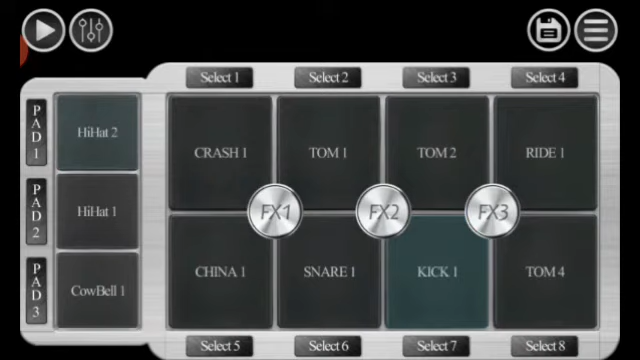 Select 1
Select 2
Select 3
Select 4
PAD 1
HiHat 2
CRASH 1
TOM 1
TOM 2
RIDE 1
PAD 2
HiHat 1
FX1
FX2
FX3
PAD 3
CowBell 1
CHINA 1
SNARE 1
KICK 1
TOM 4
Select 5
Select 6
Select 7
Select 8